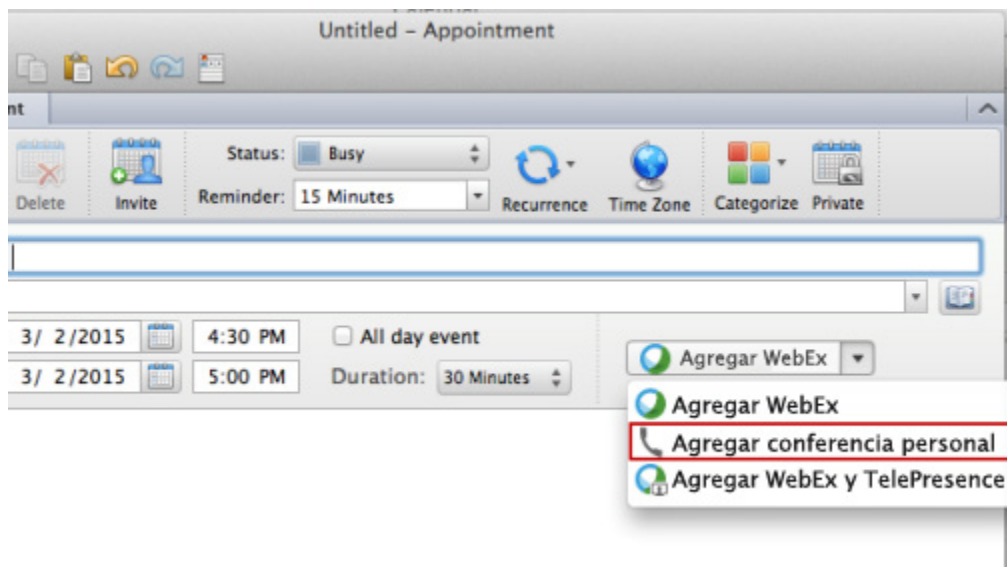 Untitled – Appointment
nt
Status: Busy
Delete Invite Reminder: 15 Minutes Recurrence Time Zone Categorize Private
3/ 2/2015 4:30 PM All day event
Agregar WebEx
3/ 2/2015 5:00 PM Duration: 30 Minutes
Agregar WebEx
Agregar conferencia personal
Agregar WebEx y TelePresence